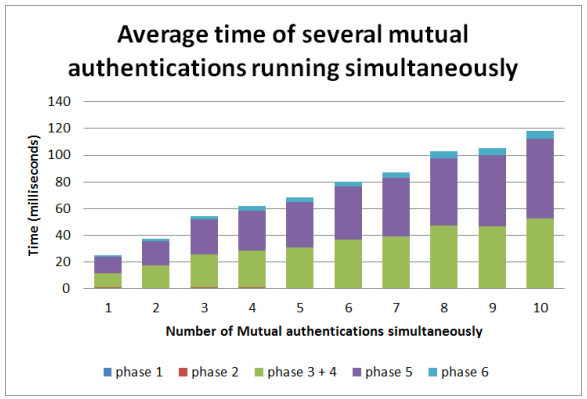 Average time of several mutual
authentications running simultaneously
140
120
100
80
60
40
20
0
Time (milliseconds)
1 2 3 4 5 6 7 8 9 10
Number of Mutual authentications simultaneously
phase 1 phase 2 phase 3 + 4 phase 5 phase 6